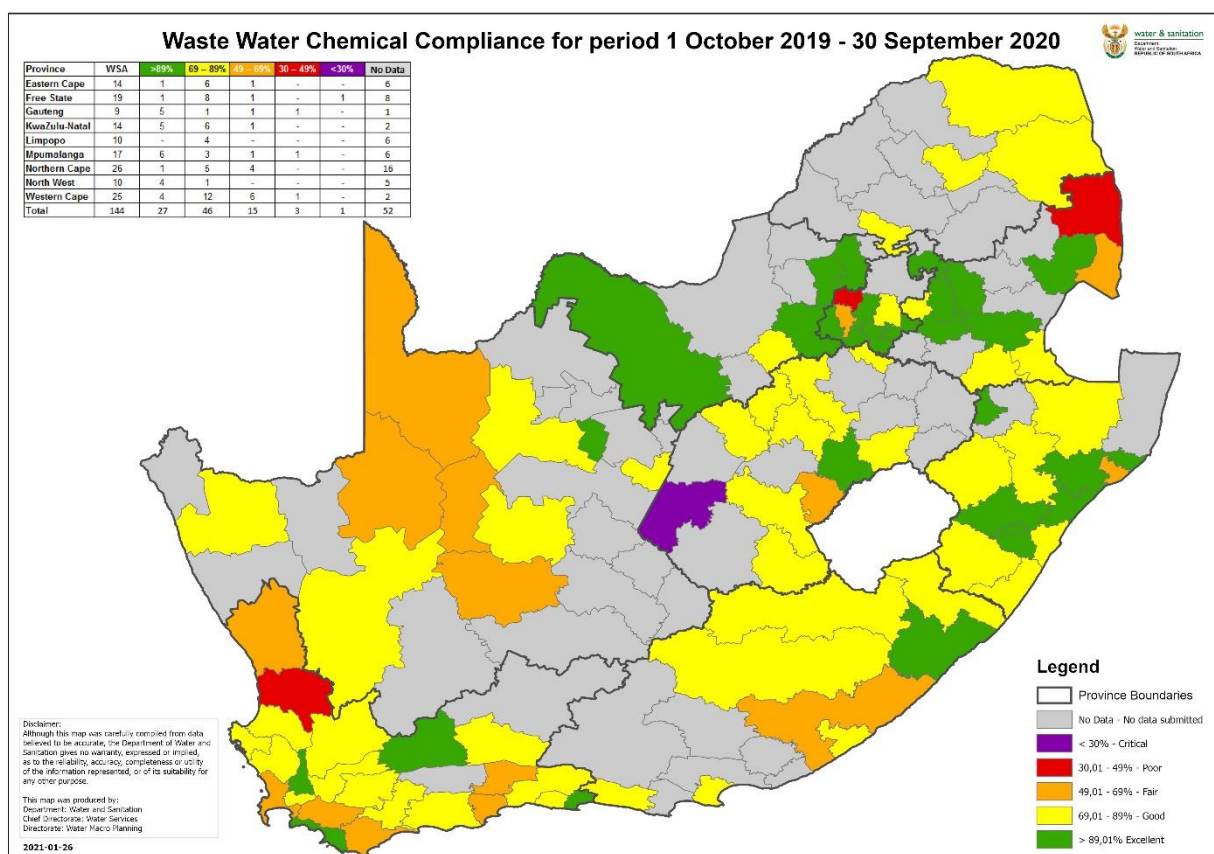 Waste Water Chemical Compliance for period 1 October 2019 - 30 September 2020
water & sanitation
Department:
Water and Sanitation
REPUBLIC OF SOUTH AFRICA
Province WSA >89% 69 – 89% 49 – 69% 30 – 49% <30% No Data
Eastern Cape 14 1 6 1 - - 6
Free State 19 1 8 1 - 1 8
Gauteng 9 5 1 1 1 - 1
KwaZulu-Natal 14 5 6 1 - - 2
Limpopo 10 - 4 - - - 6
Mpumalanga 17 6 3 1 1 - 6
Northern Cape 26 1 5 4 - - 16
North West 10 4 1 - - - 5
Western Cape 25 4 12 6 1 - 2
Total 144 27 46 15 3 1 52
Legend
Province Boundaries
No Data - No data submitted
< 30% - Critical
30,01 - 49% - Poor
49,01 - 69% - Fair
69,01 - 89% - Good
> 89,01% Excellent
Disclaimer:
Although this map was carefully compiled from data
believed to be accurate, the Department of Water and
Sanitation gives no warranty, expressed or implied,
as to the reliability, accuracy, completeness or utility
of the information represented, or of its suitability for
any other purpose.
This map was produced by:
Department: Water and Sanitation
Chief Directorate: Water Services
Directorate: Water Macro Planning
2021-01-26